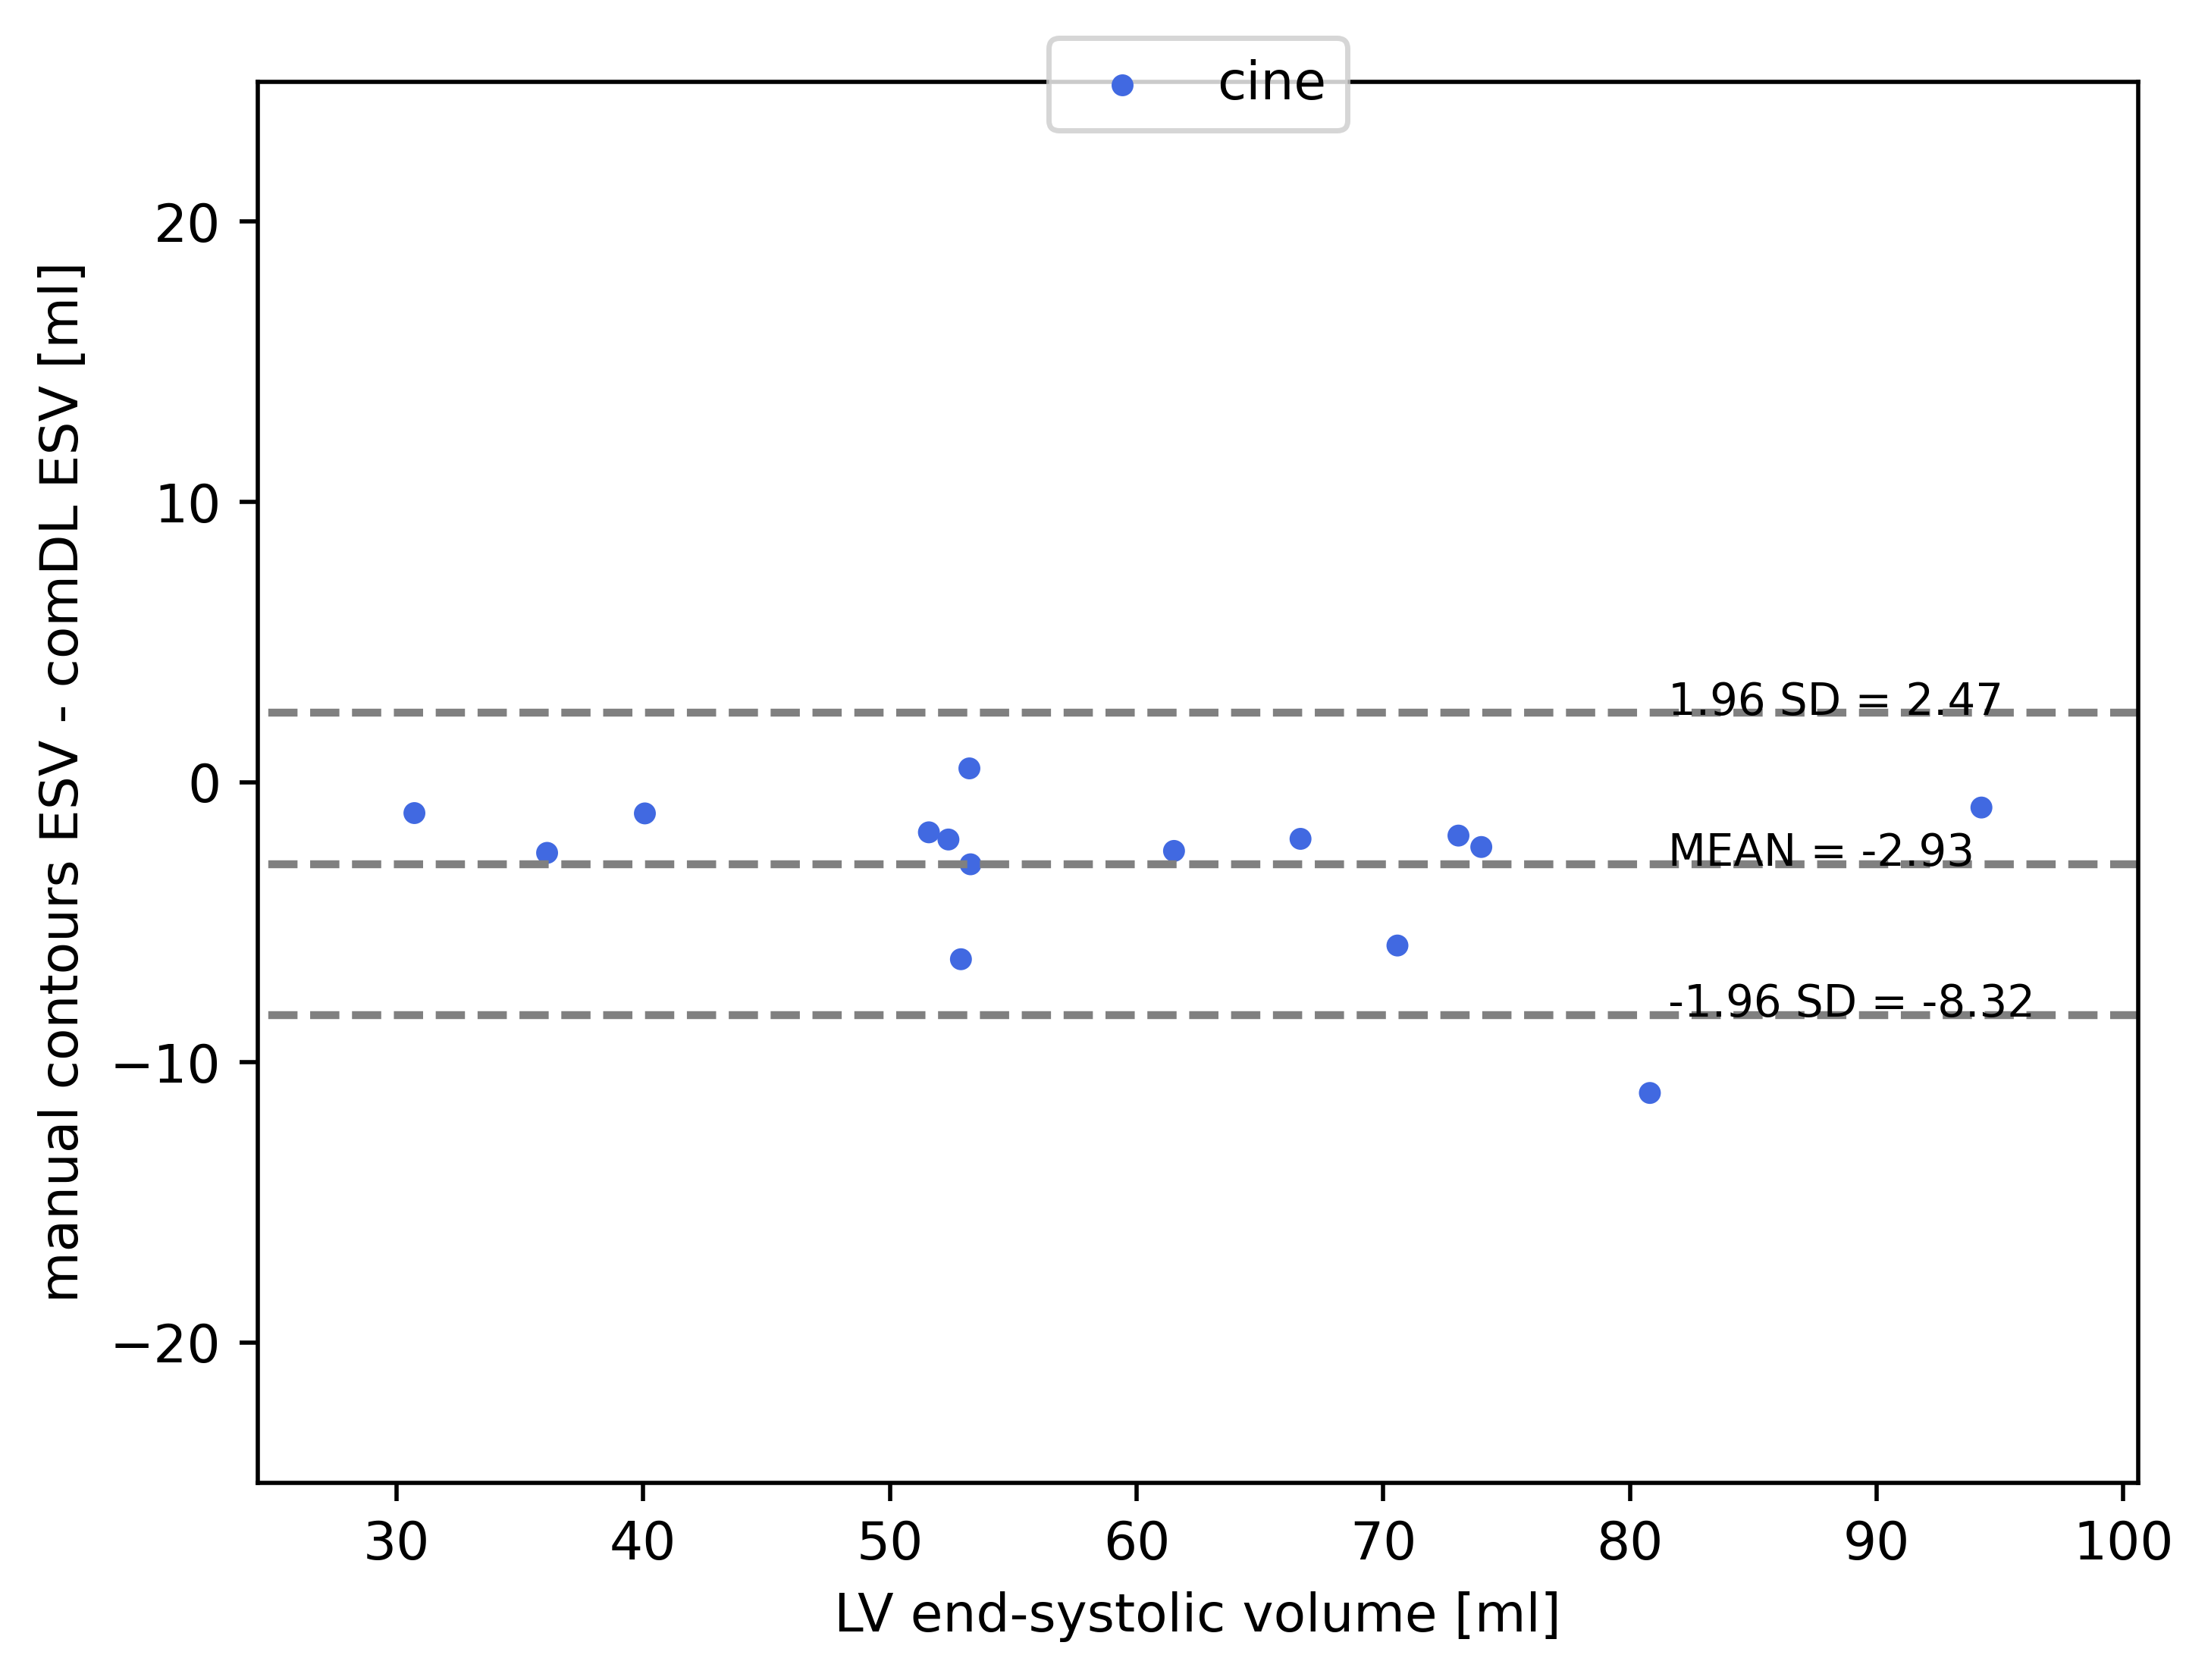 cine
20
10
0
−10
−20
manual contours ESV - comDL ESV [ml]
1.96 SD = 2.47
MEAN = -2.93
-1.96 SD = -8.32
30 40 50 60 70 80 90 100
LV end-systolic volume [ml]